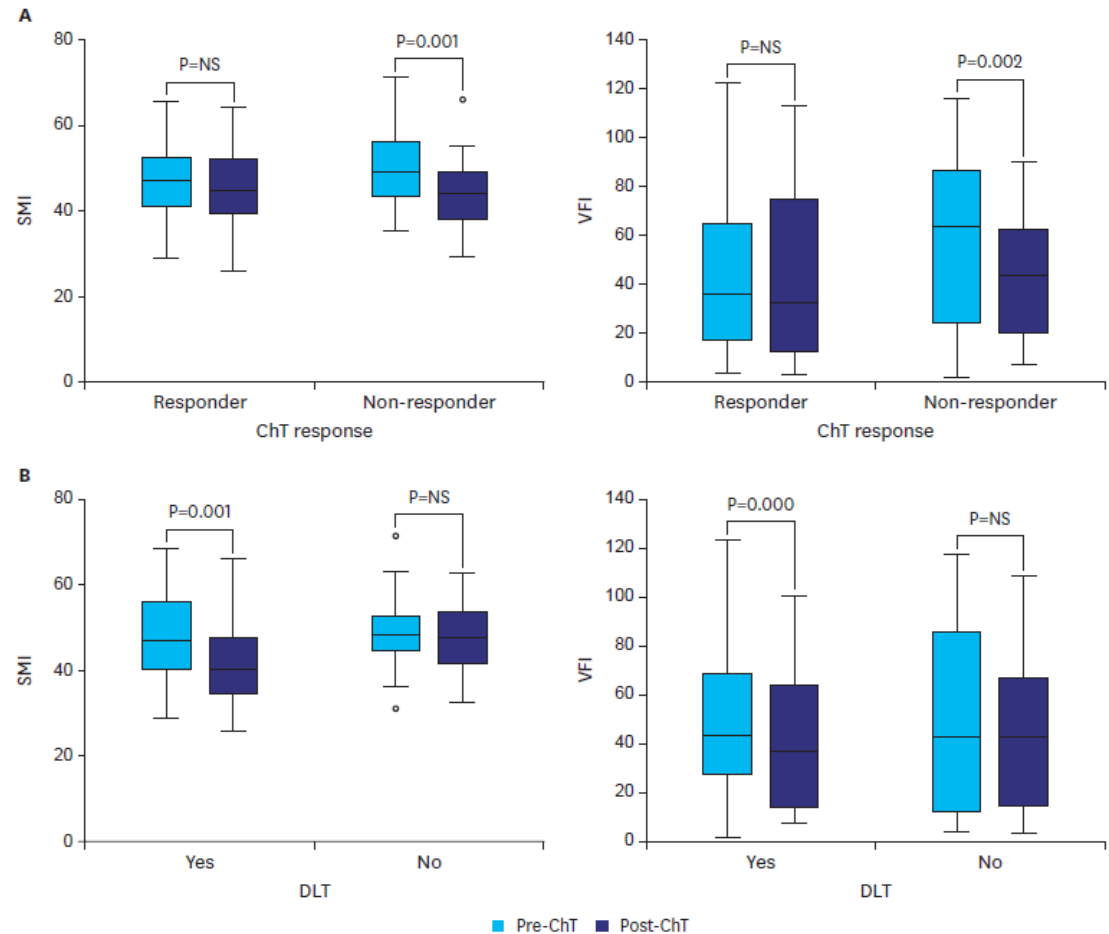 A
80
60
40
20
0
SMI
P=NS
P=0.001
Responder
Non-responder
ChT response
140
120
100
80
60
40
20
0
VFI
P=NS
P=0.002
Responder
Non-responder
ChT response
B
80
60
40
20
0
SMI
P=0.001
P=NS
Yes
No
DLT
140
120
100
80
60
40
20
0
VFI
P=0.000
P=NS
Yes
No
DLT
Pre-ChT Post-ChT